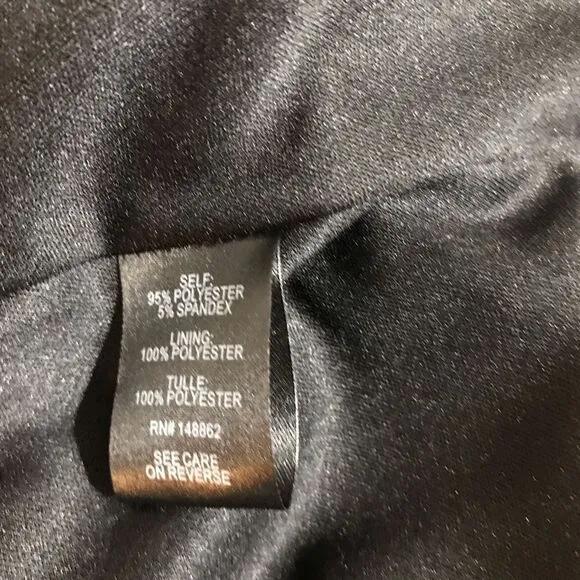 SELF:
95% POLYESTER
5% SPANDEX
LINING:
100% POLYESTER
TULLE:
100% POLYESTER
RN# 148862
SEE CARE
ON REVERSE